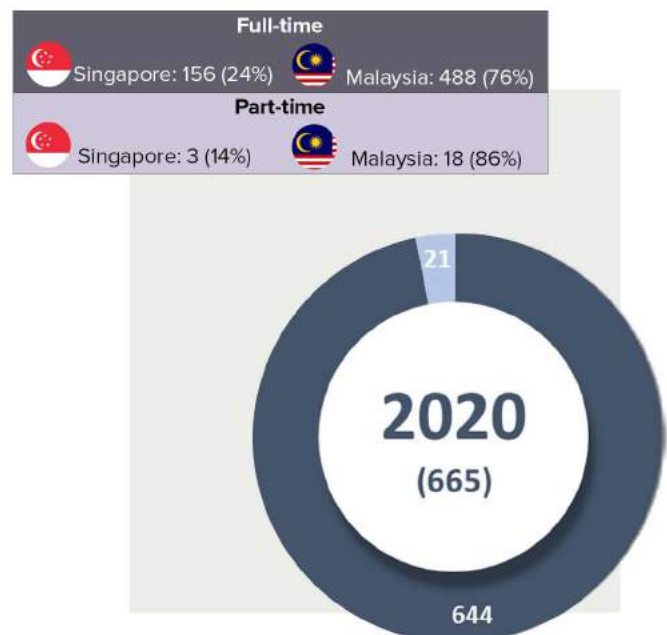 Full-time
Singapore: 156 (24%) Malaysia: 488 (76%)
Part-time
Singapore: 3 (14%) Malaysia: 18 (86%)
21
2020
(665)
644